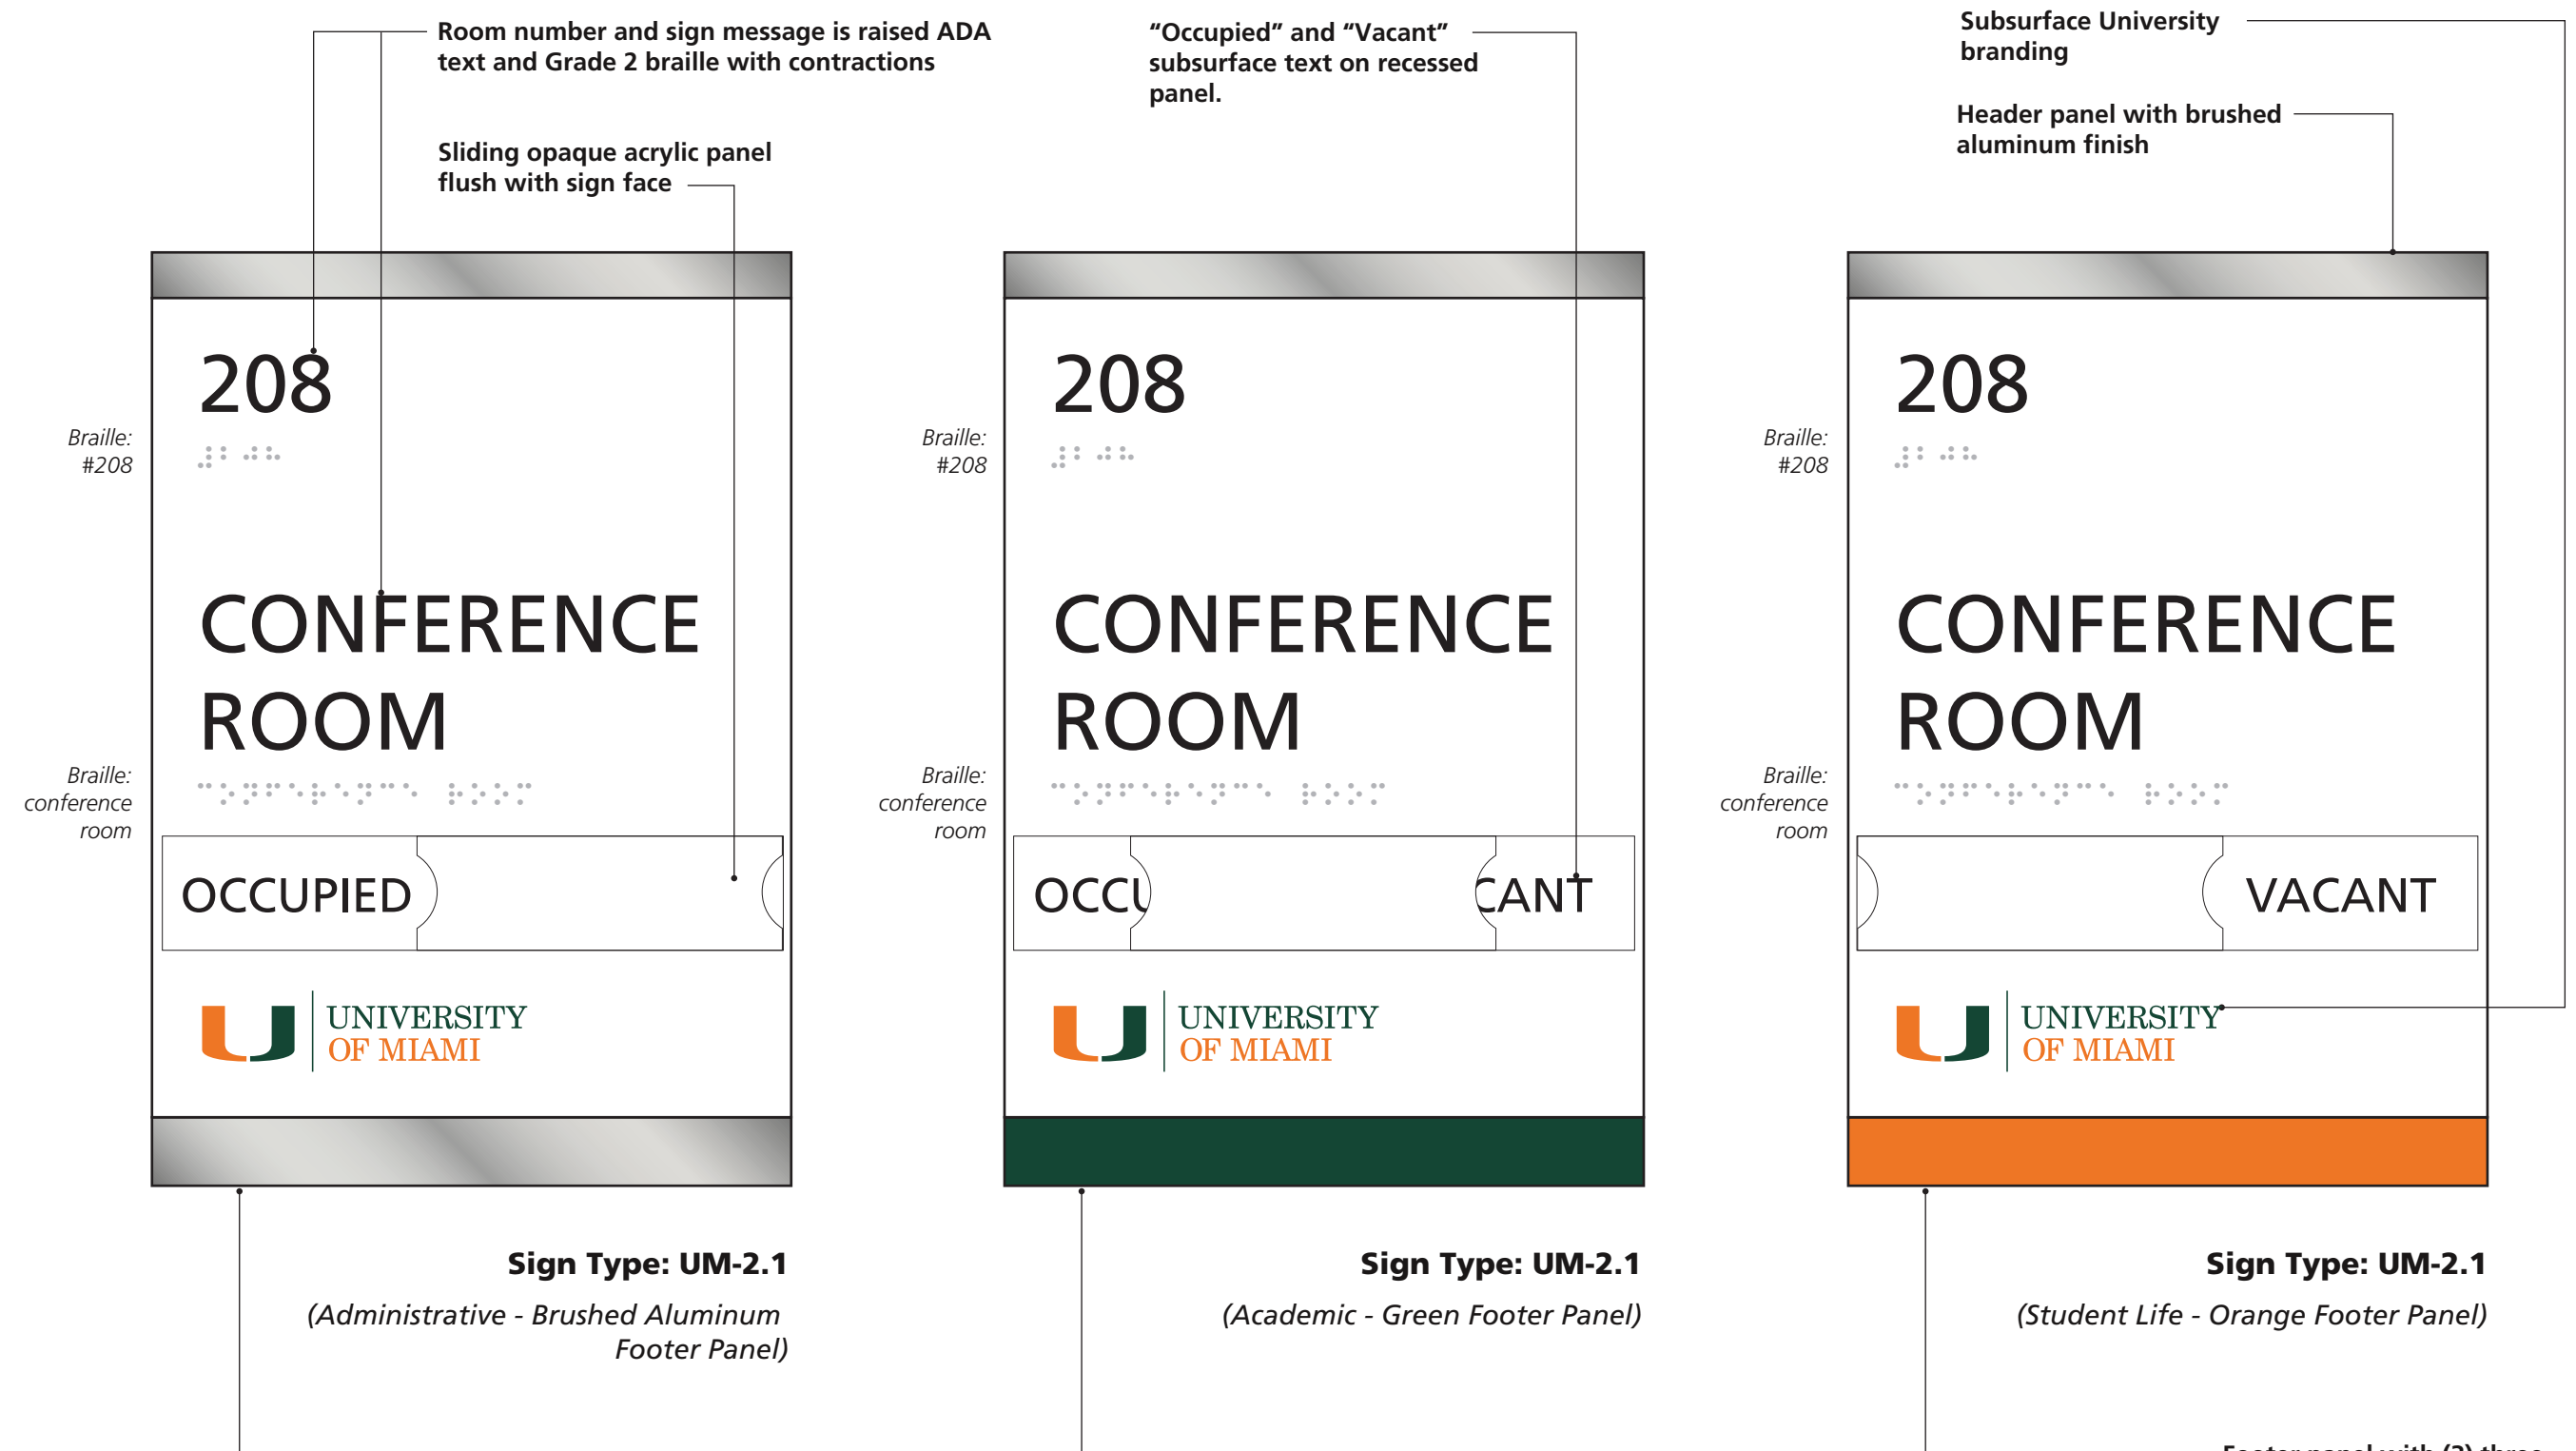 Room number and sign message is raised ADA
text and Grade 2 braille with contractions
Sliding opaque acrylic panel
flush with sign face
“Occupied” and “Vacant”
subsurface text on recessed
panel.
Subsurface University
branding
Header panel with brushed
aluminum finish
208
Braille:
#208
CONFERENCE
ROOM
Braille:
conference
room
OCCUPIED
UNIVERSITY
OF MIAMI
Sign Type: UM-2.1
(Administrative - Brushed Aluminum
Footer Panel)
208
Braille:
#208
CONFERENCE
ROOM
Braille:
conference
room
OCCU CANT
UNIVERSITY
OF MIAMI
Sign Type: UM-2.1
(Academic - Green Footer Panel)
208
Braille:
#208
CONFERENCE
ROOM
Braille:
conference
room
VACANT
UNIVERSITY
OF MIAMI
Sign Type: UM-2.1
(Student Life - Orange Footer Panel)
Footer panel with (3) three